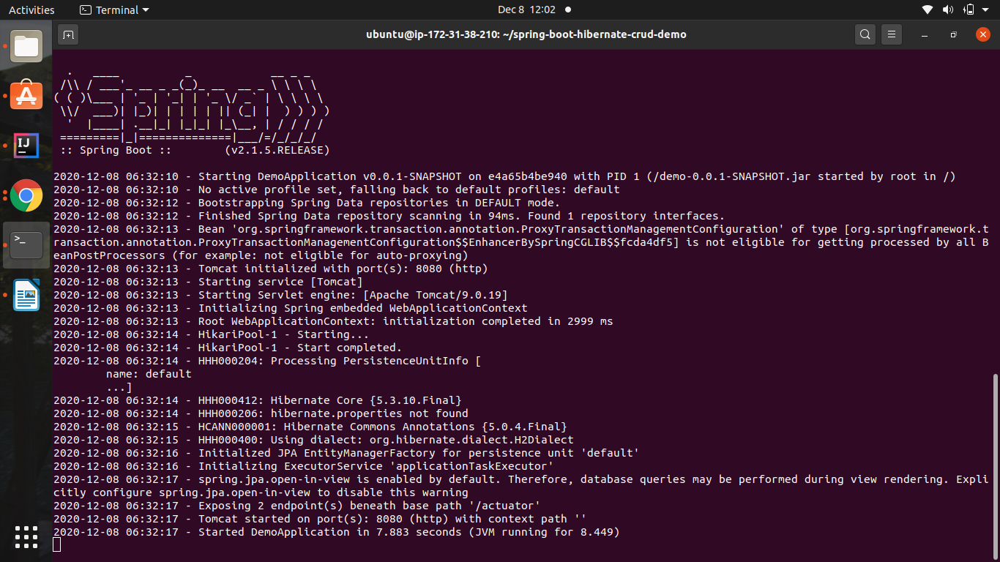 Activities
Terminal
Dec 8 12:02
ubuntu@ip-172-31-38-210: ~/spring-boot-hibernate-crud-demo
  .   ____          _            __ _ _
 /\\ / ___'_ __ _ _(_)_ __  __ _ \ \ \ \
( ( )\___ | '_ | '_| | '_ \/ _` | \ \ \ \
 \\/  ___)| |_)| | | | | || (_| |  ) ) ) )
  '  |____| .__|_| |_|_| |_\__, | / / / /
 =========|_|==============|___/=/_/_/_/
 :: Spring Boot ::        (v2.1.5.RELEASE)
2020-12-08 06:32:10 - Starting DemoApplication v0.0.1-SNAPSHOT on e4a65b4be940 with PID 1 (/demo-0.0.1-SNAPSHOT.jar started by root in /)
2020-12-08 06:32:10 - No active profile set, falling back to default profiles: default
2020-12-08 06:32:12 - Bootstrapping Spring Data repositories in DEFAULT mode.
2020-12-08 06:32:12 - Finished Spring Data repository scanning in 94ms. Found 1 repository interfaces.
2020-12-08 06:32:13 - Bean 'org.springframework.transaction.annotation.ProxyTransactionManagementConfiguration' of type [org.springframework.t
ransaction.annotation.ProxyTransactionManagementConfiguration$$EnhancerBySpringCGLIB$$fcda4df5] is not eligible for getting processed by all B
eanPostProcessors (for example: not eligible for auto-proxying)
2020-12-08 06:32:13 - Tomcat initialized with port(s): 8080 (http)
2020-12-08 06:32:13 - Starting service [Tomcat]
2020-12-08 06:32:13 - Starting Servlet engine: [Apache Tomcat/9.0.19]
2020-12-08 06:32:13 - Initializing Spring embedded WebApplicationContext
2020-12-08 06:32:13 - Root WebApplicationContext: initialization completed in 2999 ms
2020-12-08 06:32:14 - HikariPool-1 - Starting...
2020-12-08 06:32:14 - HikariPool-1 - Start completed.
2020-12-08 06:32:14 - HHH000204: Processing PersistenceUnitInfo [
        name: default
        ...]
2020-12-08 06:32:14 - HHH000412: Hibernate Core {5.3.10.Final}
2020-12-08 06:32:14 - HHH000206: hibernate.properties not found
2020-12-08 06:32:15 - HCANN000001: Hibernate Commons Annotations {5.0.4.Final}
2020-12-08 06:32:15 - HHH000400: Using dialect: org.hibernate.dialect.H2Dialect
2020-12-08 06:32:16 - Initialized JPA EntityManagerFactory for persistence unit 'default'
2020-12-08 06:32:16 - Initializing ExecutorService 'applicationTaskExecutor'
2020-12-08 06:32:17 - spring.jpa.open-in-view is enabled by default. Therefore, database queries may be performed during view rendering. Expli
citly configure spring.jpa.open-in-view to disable this warning
2020-12-08 06:32:17 - Exposing 2 endpoint(s) beneath base path '/actuator'
2020-12-08 06:32:17 - Tomcat started on port(s): 8080 (http) with context path ''
2020-12-08 06:32:17 - Started DemoApplication in 7.883 seconds (JVM running for 8.449)
IJ
>_